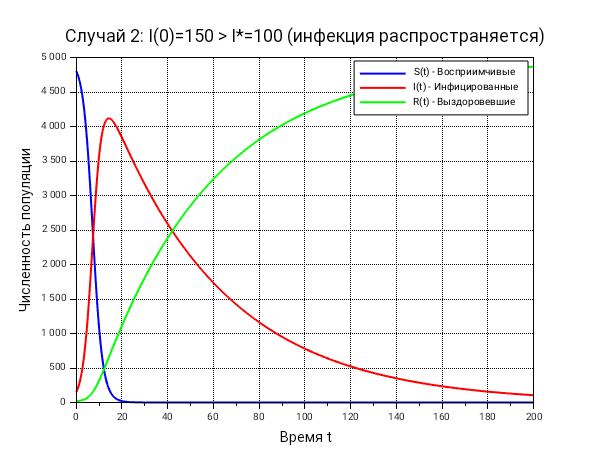 Случай 2: I(0)=150 > I*=100 (инфекция распространяется)
S(t) - Восприимчивые
I(t) - Инфицированные
R(t) - Выздоровевшие
Численность популяции
5 000
4 500
4 000
3 500
3 000
2 500
2 000
1 500
1 000
500
0
0 20 40 60 80 100 120 140 160 180 200
Время t